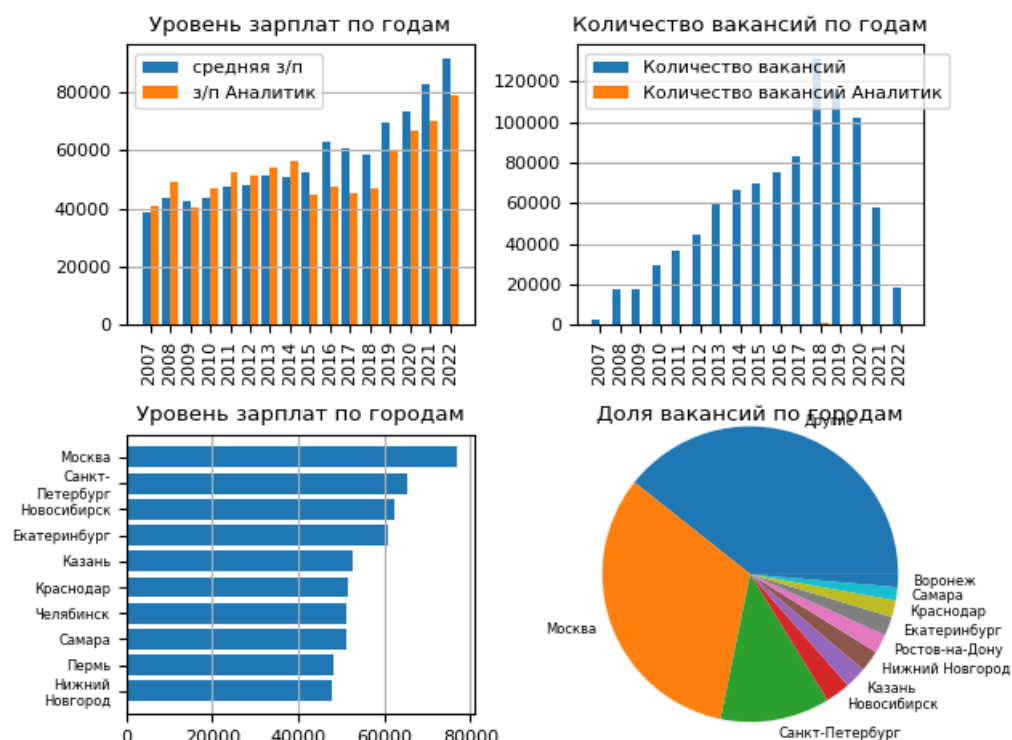 Уровень зарплат по годам
средняя з/п
з/п Аналитик
80000
60000
40000
20000
0
2007
2008
2009
2010
2011
2012
2013
2014
2015
2016
2017
2018
2019
2020
2021
2022
Количество вакансий по годам
Количество вакансий
Количество вакансий Аналитик
120000
100000
80000
60000
40000
20000
0
2007
2008
2009
2010
2011
2012
2013
2014
2015
2016
2017
2018
2019
2020
2021
2022
Уровень зарплат по городам
Москва
Санкт-
Петербург
Новосибирск
Екатеринбург
Казань
Краснодар
Челябинск
Самара
Пермь
Нижний
Новгород
0
20000
40000
60000
80000
Доля вакансий по городам
Другие
Москва
Санкт-Петербург
Новосибирск
Казань
Нижний Новгород
Ростов-на-Дону
Екатеринбург
Краснодар
Самара
Воронеж